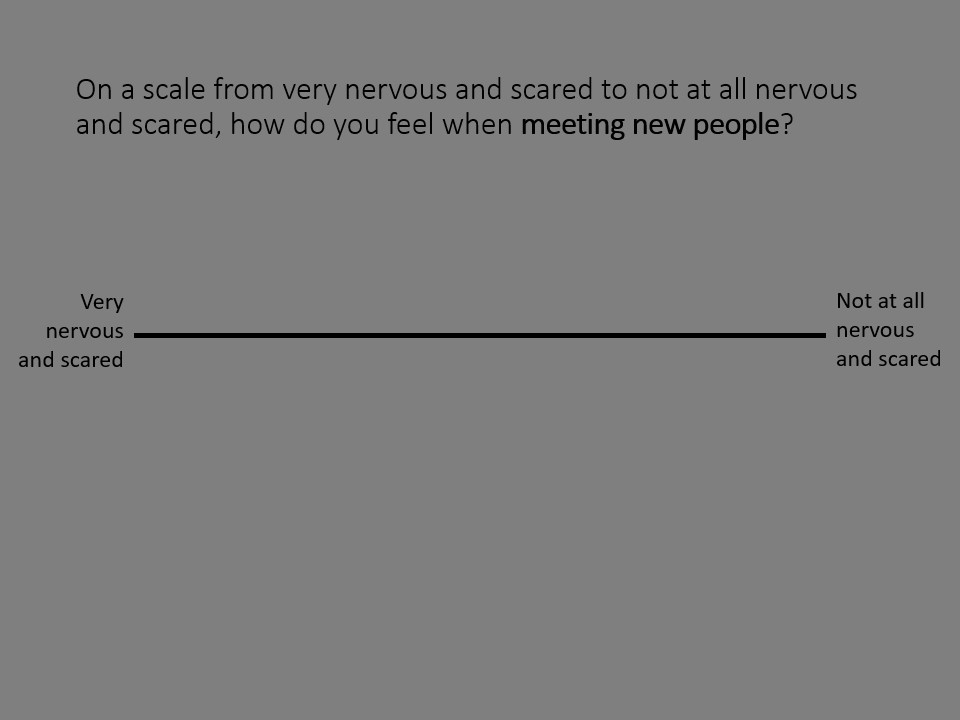 On a scale from very nervous and scared to not at all nervous
and scared, how do you feel when meeting new people?
Very
nervous
and scared
Not at all
nervous
and scared